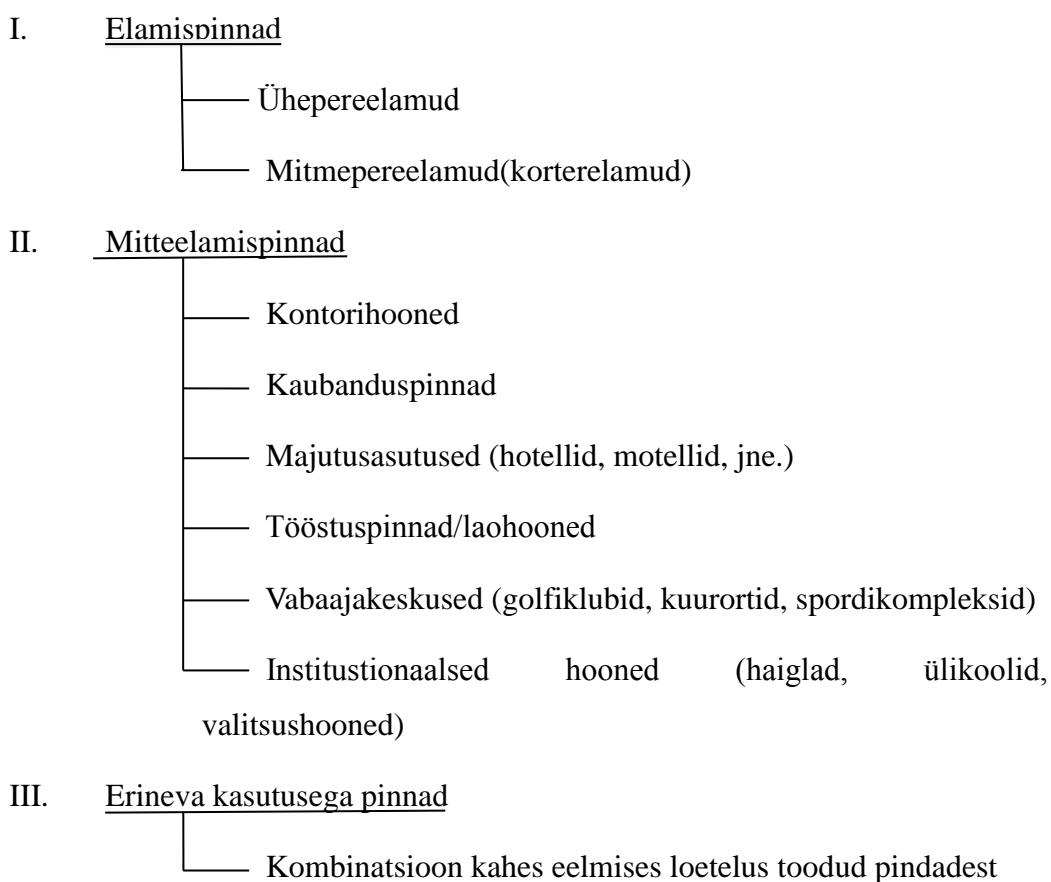 I. Elamispinnad
Ühepereelamud
Mitmepereelamud(korterelamud)
II. Mitteelamispinnad
Kontorihooned
Kaubanduspinnad
Majutusasutused (hotellid, motellid, jne.)
Tööstuspinnad/laohooned
Vabaajakeskused (golfiklubid, kuurortid, spordikompleksid)
Institustionaalsed hooned (haiglad, ülikoolid,
valitsushooned)
III. Erineva kasutusega pinnad
Kombinatsioon kahes eelmises loetelus toodud pindadest